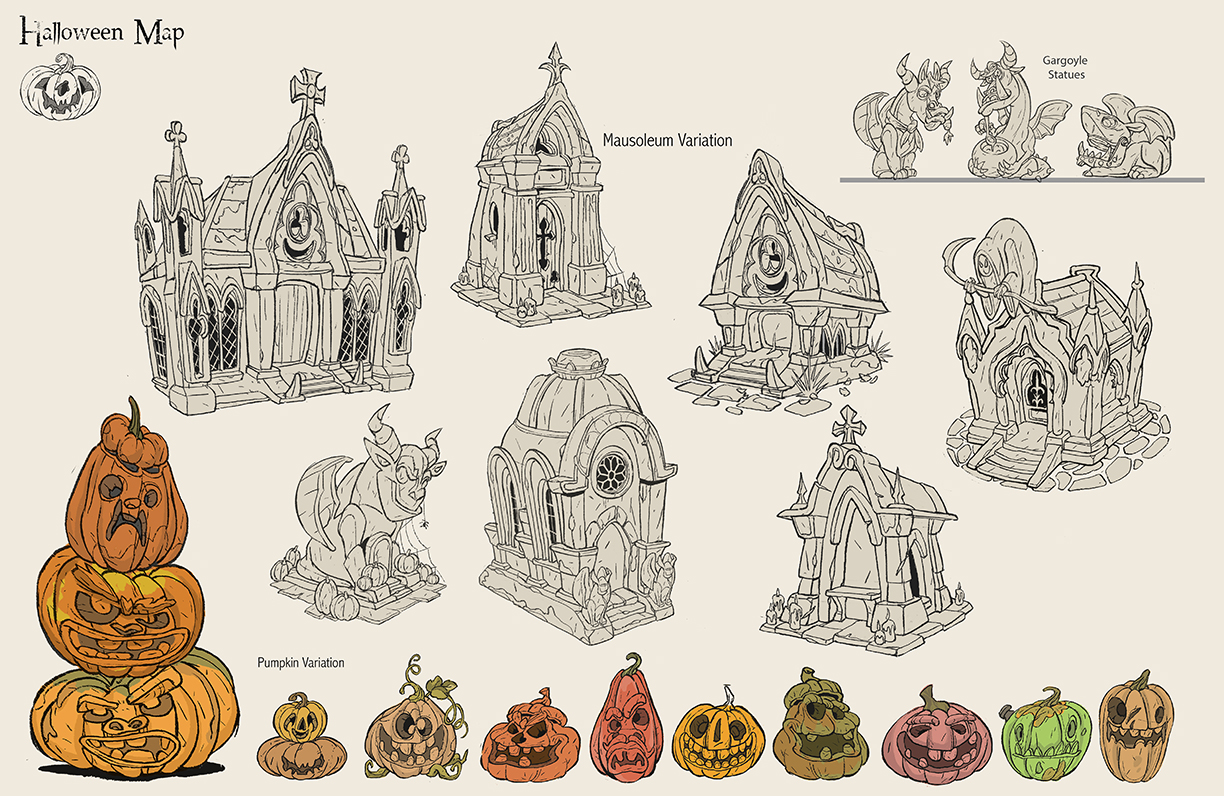 Halloween Map
Gargoyle
Statues
Mausoleum Variation
Pumpkin Variation